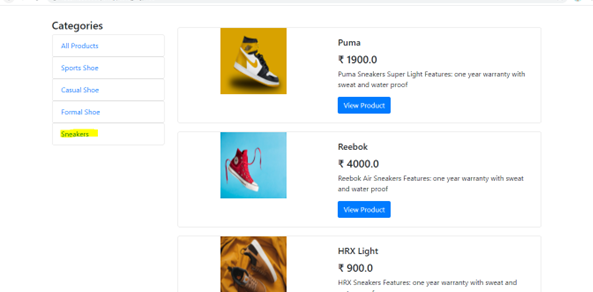 Categories
All Products
Sports Shoe
Casual Shoe
Formal Shoe
Sneakers
Puma
₹ 1900.0
Puma Sneakers Super Light Features: one year warranty with
sweat and water proof
View Product
Reebok
₹ 4000.0
Reebok Air Sneakers Features: one year warranty with sweat
and water proof
View Product
HRX Light
₹ 900.0
HRX Sneakers Features: one year warranty with sweat and